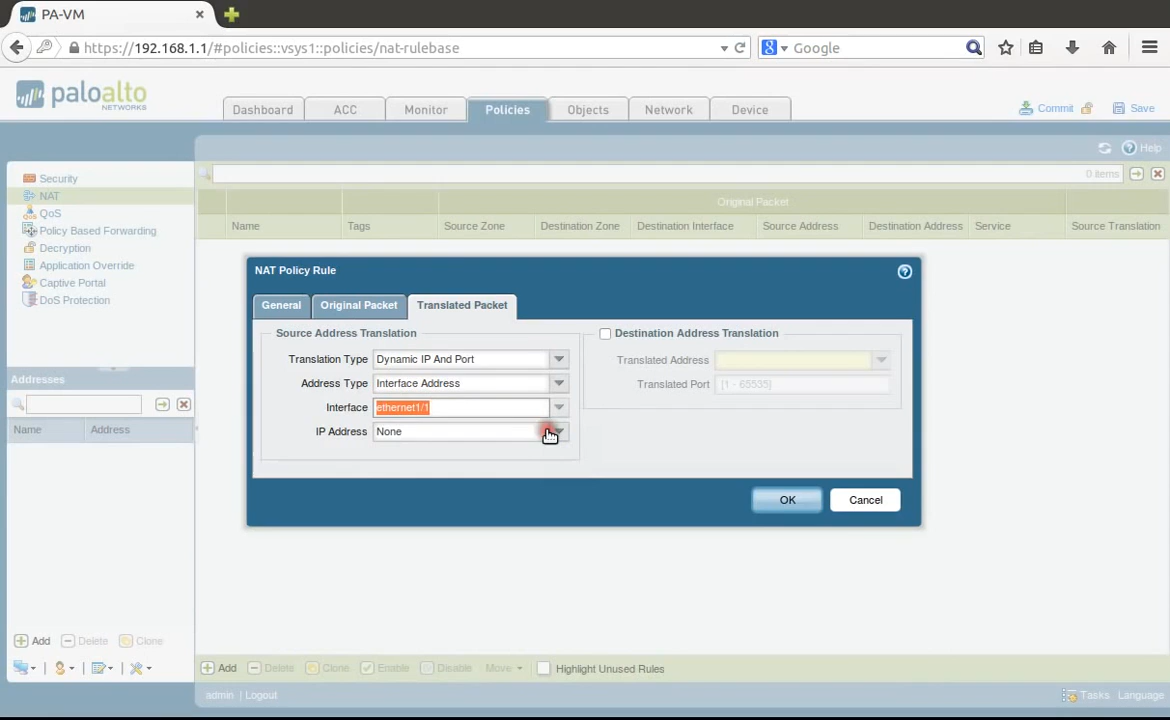 PA-VM
https://192.168.1.1/#policies::vsys1::policies/nat-rulebase
Google
paloalto
NETWORKS
Dashboard
ACC
Monitor
Policies
Objects
Network
Device
Commit
Save
Help
Security
NAT
QoS
Policy Based Forwarding
Decryption
Application Override
Captive Portal
DoS Protection
0 items
Original Packet
Name
Tags
Source Zone
Destination Zone
Destination Interface
Source Address
Destination Address
Service
Source Translation
NAT Policy Rule
General
Original Packet
Translated Packet
Source Address Translation
Translation Type
Dynamic IP And Port
Address Type
Interface Address
Interface
ethernet1/1
IP Address
None
Destination Address Translation
Translated Address
Translated Port
[1 - 65535]
OK
Cancel
Addresses
Name
Address
Add
Delete
Clone
Add
Delete
Clone
Enable
Disable
Move
Highlight Unused Rules
admin | Logout
Tasks
Language